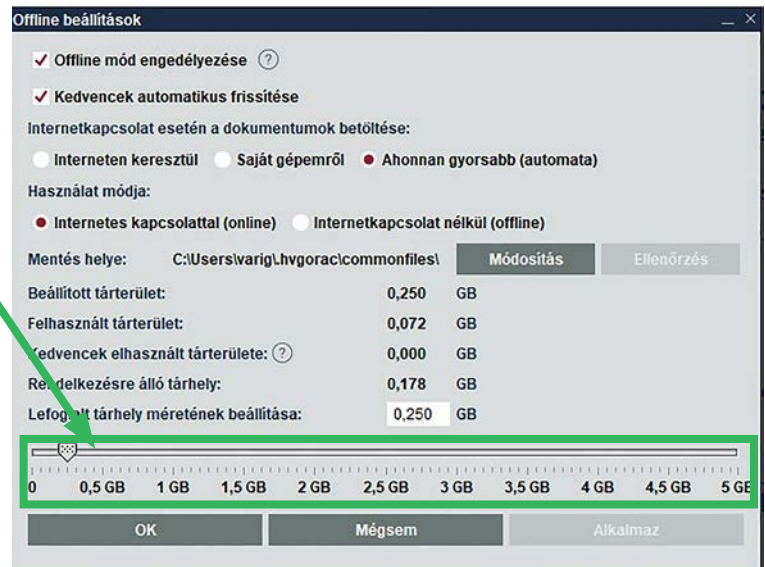 Offline beállítások
Offline mód engedélyezése ?
Kedvencek automatikus frissítése
Internetkapcsolat esetén a dokumentumok betöltése:
Interneten keresztül Saját gépemről Ahonnan gyorsabb (automata)
Használat módja:
Internetes kapcsolattal (online) Internetkapcsolat nélkül (offline)
Mentés helye: C:\Users\varig\.hvgorac\commonfiles\ Módosítás Ellenőrzés
Beállított tárterület: 0,250 GB
Felhasznált tárterület: 0,072 GB
Kedvencek elhasznált tárterülete: ? 0,000 GB
Rendelkezésre álló tárhely: 0,178 GB
Lefoglalt tárhely méretének beállítása: 0,250 GB
0 0,5 GB 1 GB 1,5 GB 2 GB 2,5 GB 3 GB 3,5 GB 4 GB 4,5 GB 5 GB
OK Mégsem Alkalmaz